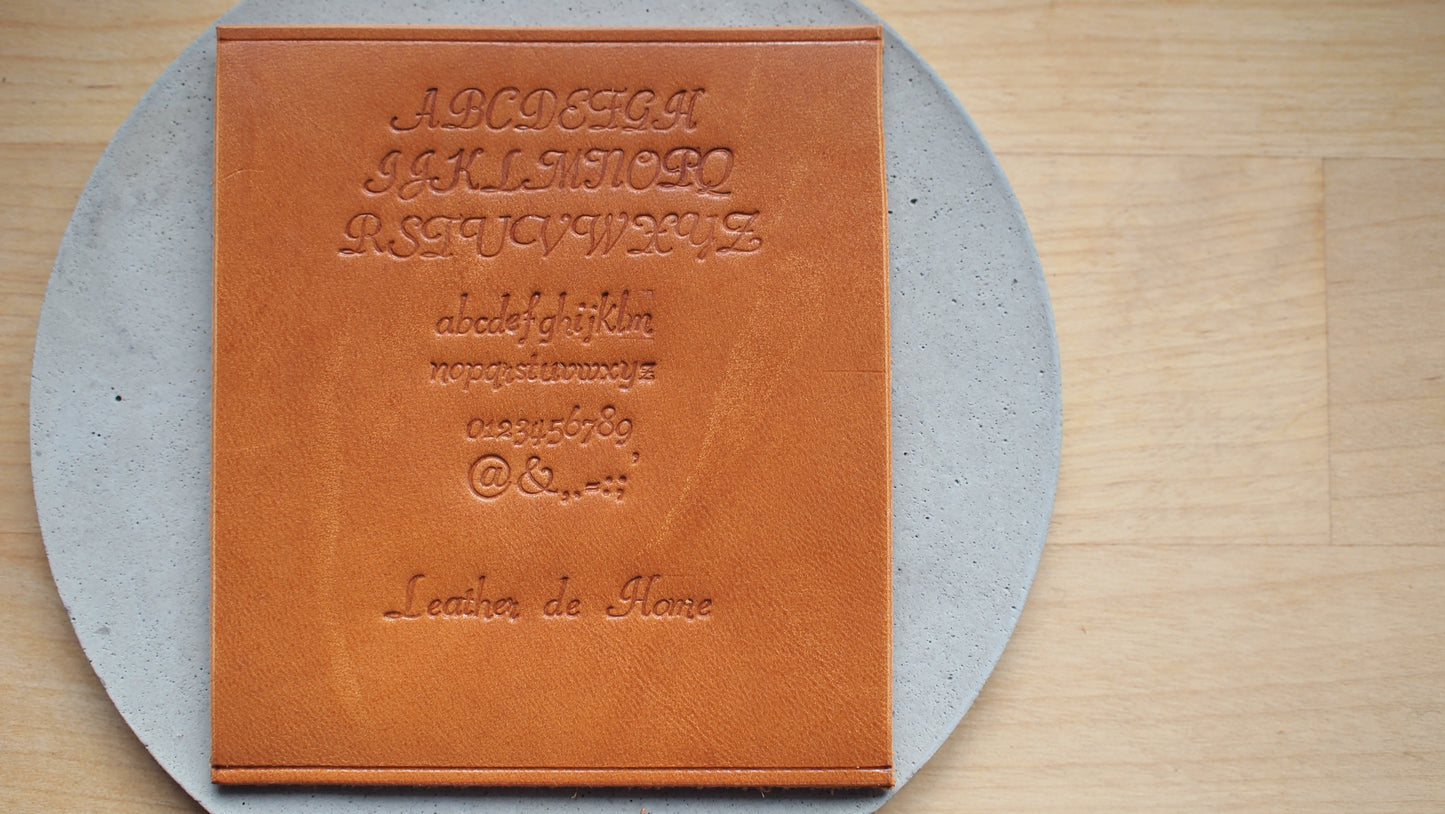 ABCDEFGH
IJKLMNOPQ
RSTUVWXYZ
abcdefghijklm
nopqrstuvwxyz
0123456789
@&,.-:;'
Leather de Home